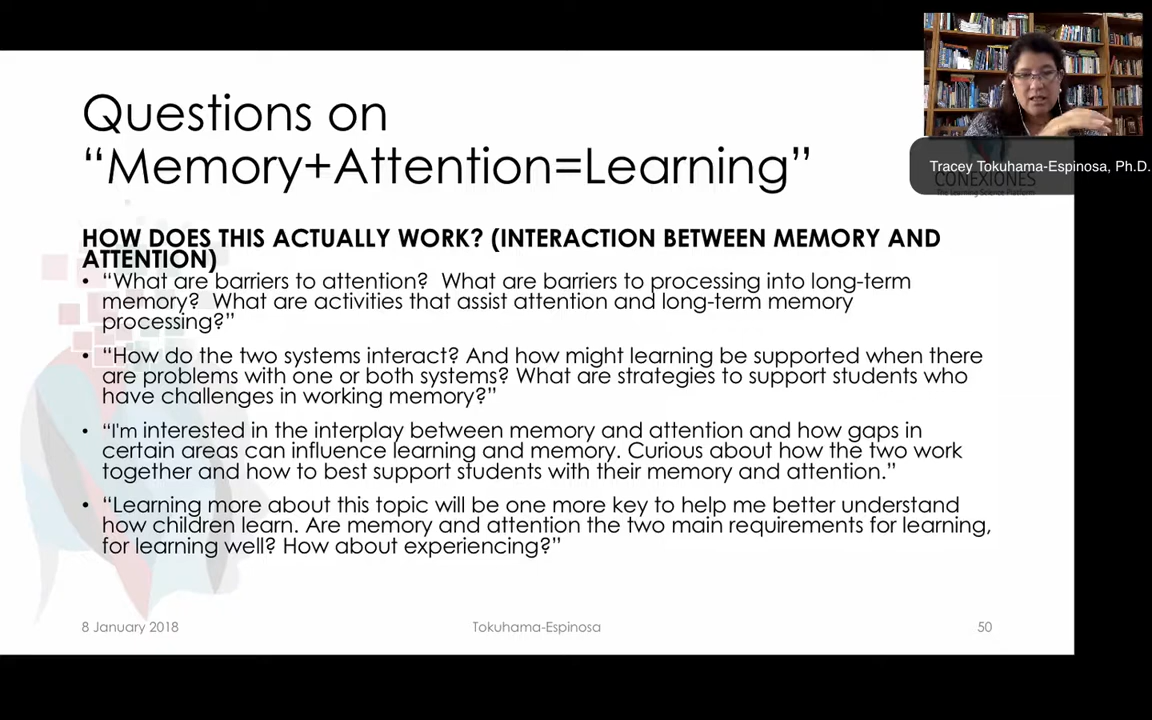 Tracey Tokuhama-Espinosa, Ph.D.
CONEXIONES
The Learning Science Platform
Questions on
“Memory+Attention=Learning”
HOW DOES THIS ACTUALLY WORK? (INTERACTION BETWEEN MEMORY AND
ATTENTION)
• “What are barriers to attention?  What are barriers to processing into long-term
memory?  What are activities that assist attention and long-term memory
processing?”
• “How do the two systems interact? And how might learning be supported when there
are problems with one or both systems? What are strategies to support students who
have challenges in working memory?”
• “I'm interested in the interplay between memory and attention and how gaps in
certain areas can influence learning and memory. Curious about how the two work
together and how to best support students with their memory and attention.”
• “Learning more about this topic will be one more key to help me better understand
how children learn. Are memory and attention the two main requirements for learning,
for learning well? How about experiencing?”
8 January 2018
Tokuhama-Espinosa
50